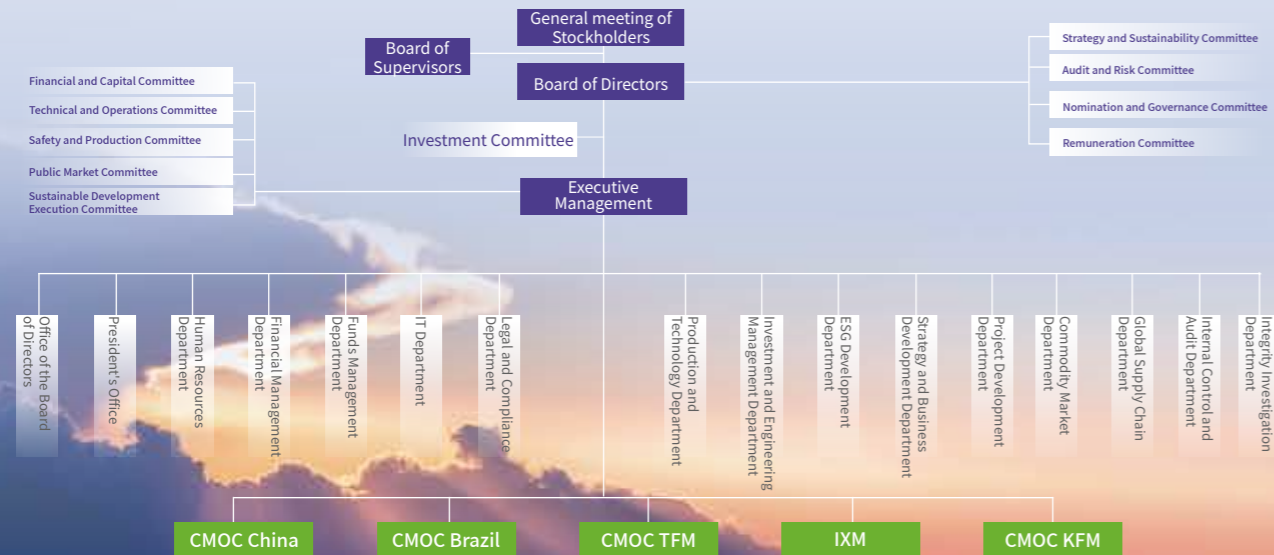 General meeting of
Stockholders
Board of
Supervisors
Board of Directors
Strategy and Sustainability Committee
Audit and Risk Committee
Nomination and Governance Committee
Remuneration Committee
Financial and Capital Committee
Technical and Operations Committee
Safety and Production Committee
Public Market Committee
Sustainable Development
Execution Committee
Investment Committee
Executive
Management
Office of the Board
of Directors
President's Office
Human Resources
Department
Financial Management
Department
Funds Management
Department
IT Department
Legal and Compliance
Department
Production and
Technology Department
Investment and Engineering
Management Department
ESG Development
Department
Strategy and Business
Development Department
Project Development
Department
Commodity Market
Department
Global Supply Chain
Department
Internal Control and
Audit Department
Integrity Investigation
Department
CMOC China
CMOC Brazil
CMOC TFM
IXM
CMOC KFM